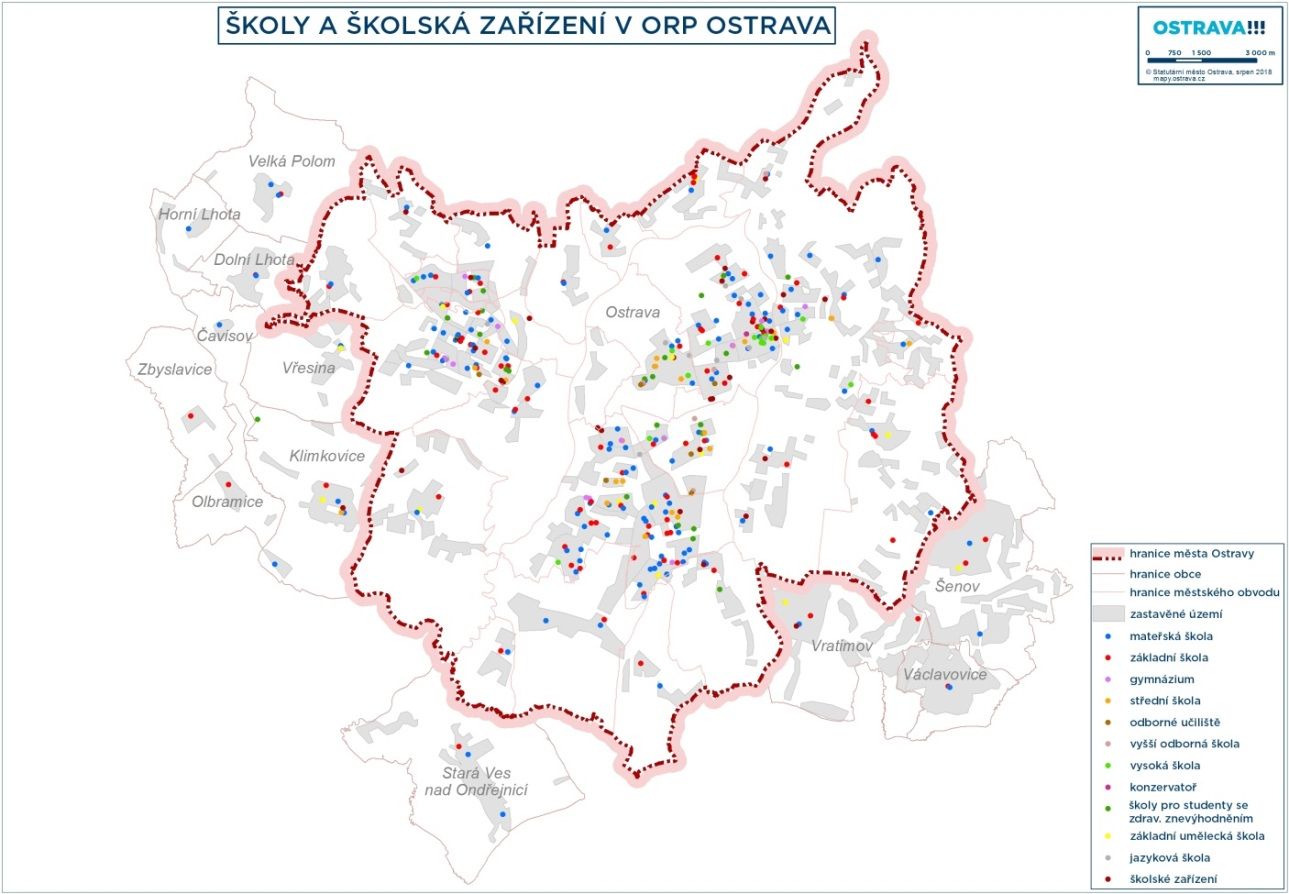 ŠKOLY A ŠKOLSKÁ ZAŘÍZENÍ V ORP OSTRAVA
OSTRAVA!!!
0 750 1 500 3 000 m
© Statutární město Ostrava, srpen 2018
mapy.ostrava.cz
Velká Polom
Horní Lhota
Dolní Lhota
Ostrava
Čavisov
Zbyslavice
Vřesina
Klimkovice
Olbramice
Šenov
Vratimov
Václavovice
Stará Ves
nad Ondřejnicí
hranice města Ostravy
hranice obce
hranice městského obvodu
zastavěné území
mateřská škola
základní škola
gymnázium
střední škola
odborné učiliště
vyšší odborná škola
vysoká škola
konzervatoř
školy pro studenty se
zdrav. znevýhodněním
základní umělecká škola
jazyková škola
školské zařízení